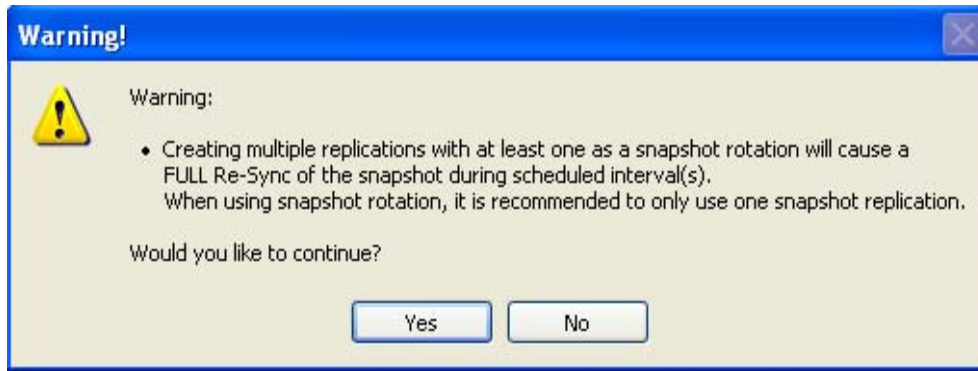 Warning!
Warning:
• Creating multiple replications with at least one as a snapshot rotation will cause a
FULL Re-Sync of the snapshot during scheduled interval(s).
When using snapshot rotation, it is recommended to only use one snapshot replication.
Would you like to continue?
Yes
No